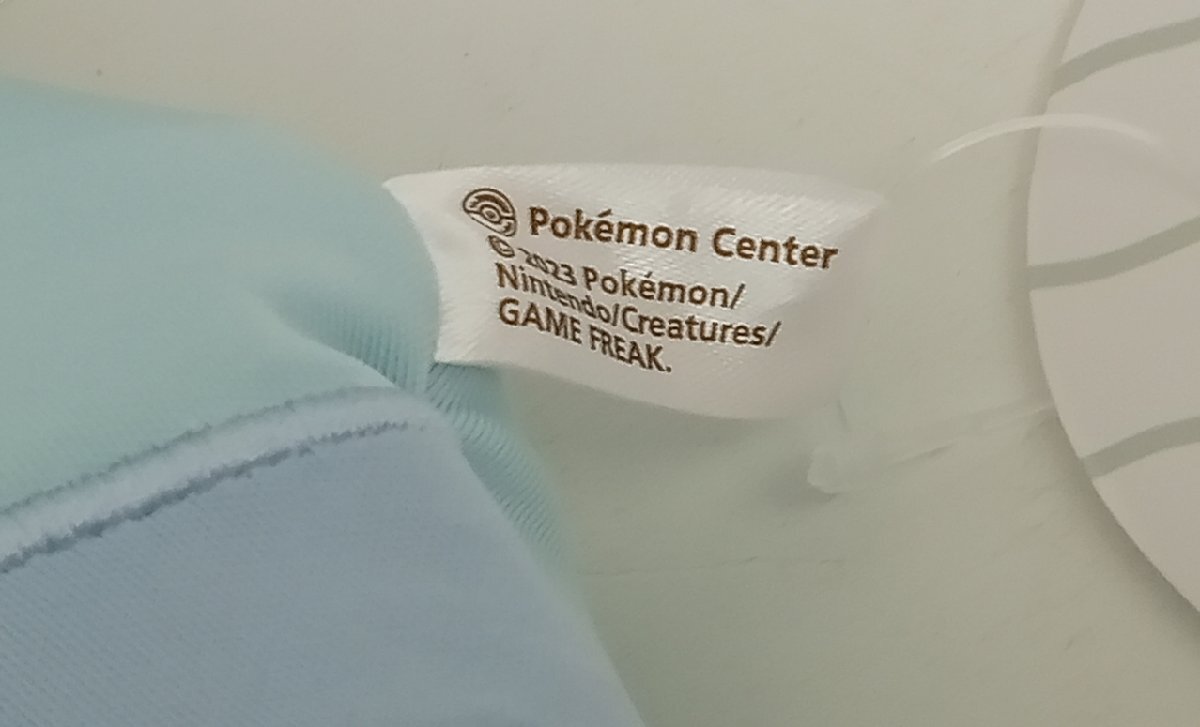 Pokémon Center
© 2023 Pokémon/
Nintendo/Creatures/
GAME FREAK.